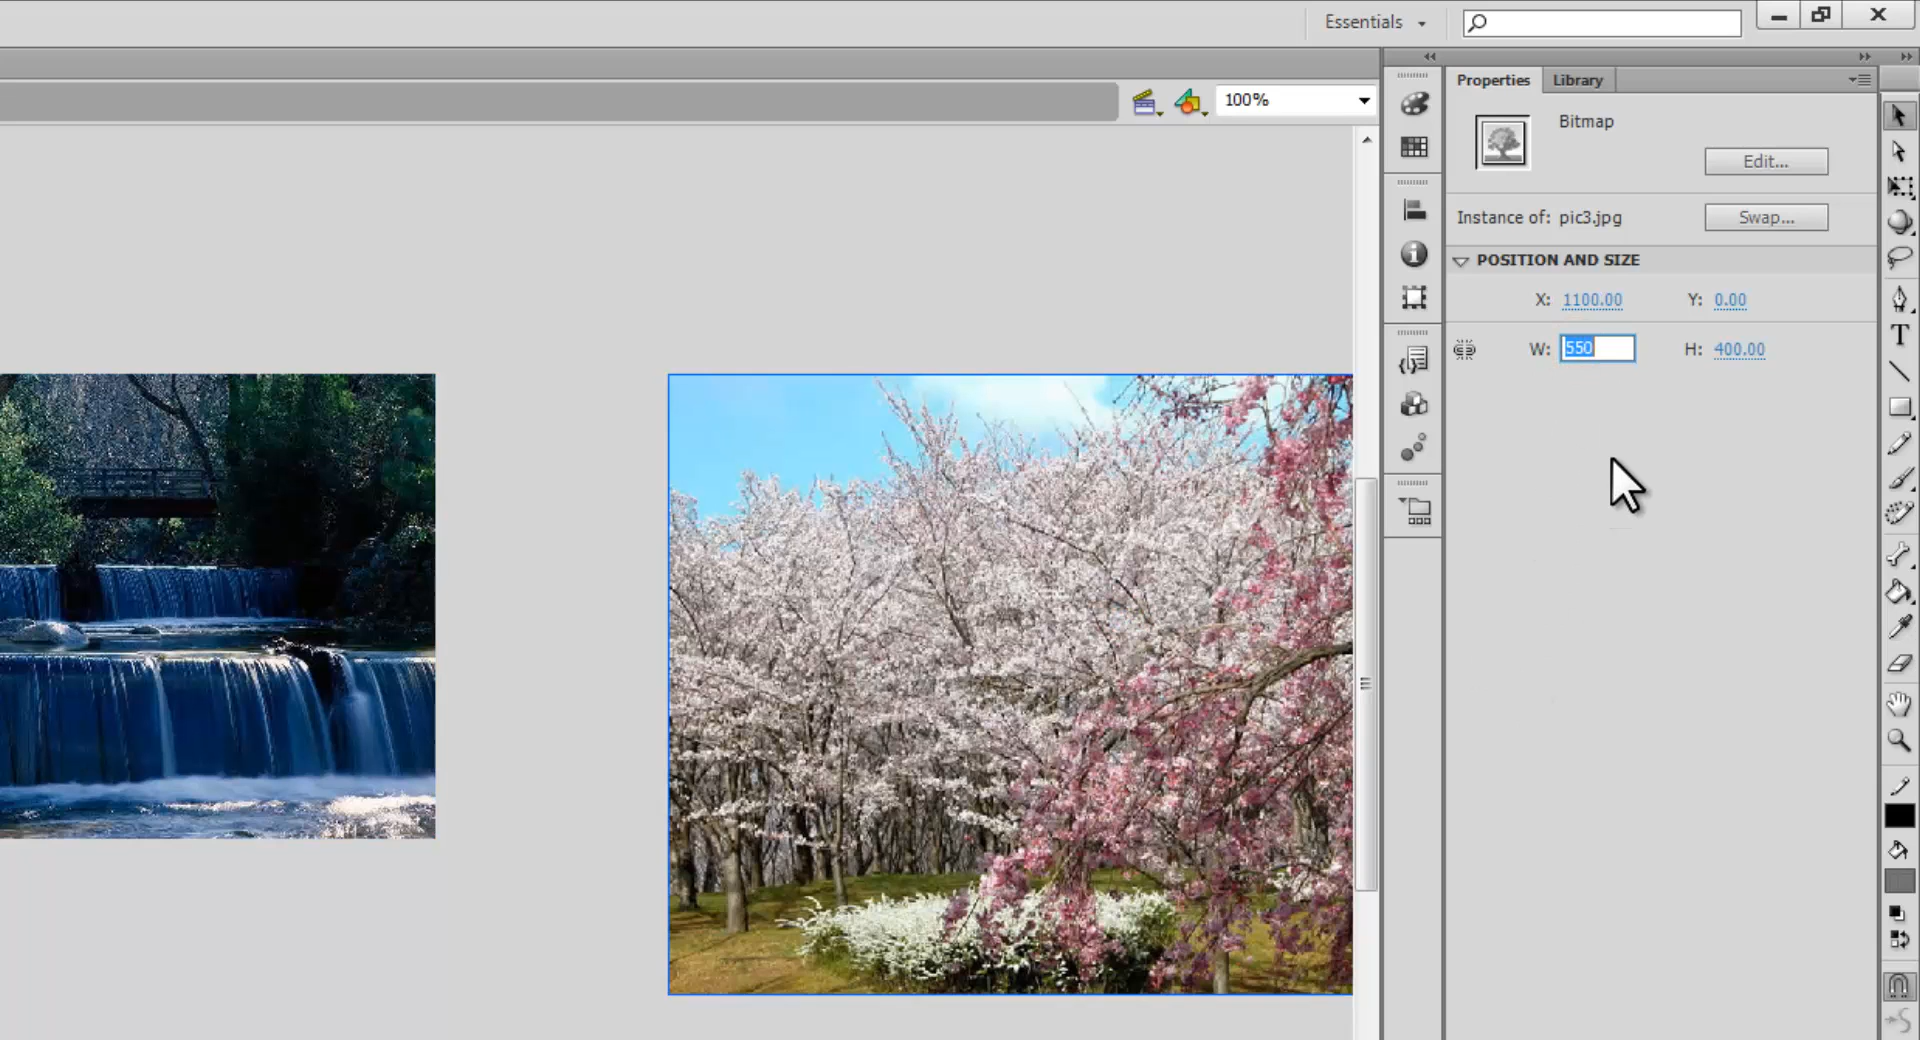 Essentials
100%
Properties Library
Bitmap
Edit...
Instance of: pic3.jpg Swap...
POSITION AND SIZE
X: 1100.00 Y: 0.00
W: 550 H: 400.00